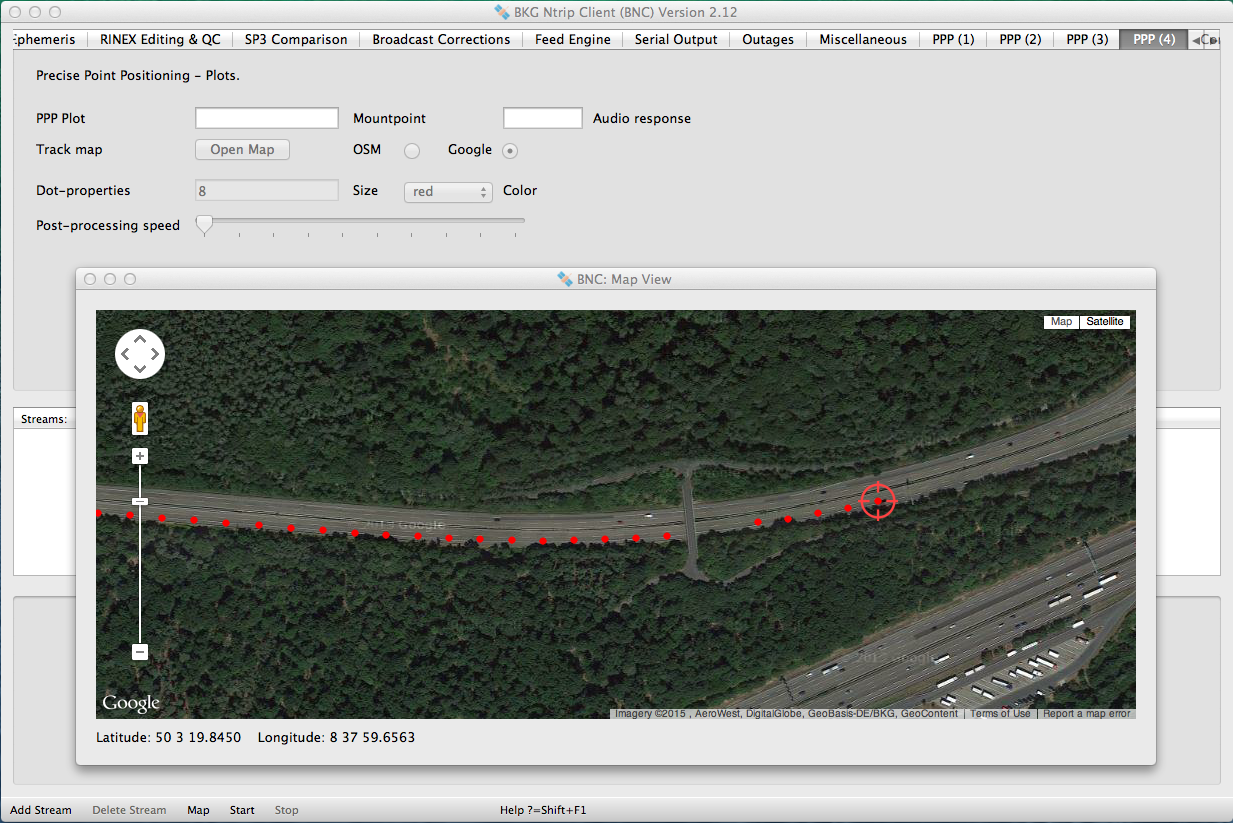 BKG Ntrip Client (BNC) Version 2.12
Ephemeris RINEX Editing & QC SP3 Comparison Broadcast Corrections Feed Engine Serial Output Outages Miscellaneous PPP (1) PPP (2) PPP (3) PPP (4)
Precise Point Positioning - Plots.
PPP Plot Mountpoint Audio response
Track map Open Map OSM Google
Dot-properties 8 Size red Color
Post-processing speed
BNC: Map View
Map Satellite
Streams:
Google
Google
Google
Imagery ©2015 , AeroWest, DigitalGlobe, GeoBasis-DE/BKG, GeoContent Terms of Use Report a map error
Latitude: 50 3 19.8450 Longitude: 8 37 59.6563
Add Stream Delete Stream Map Start Stop Help ?=Shift+F1